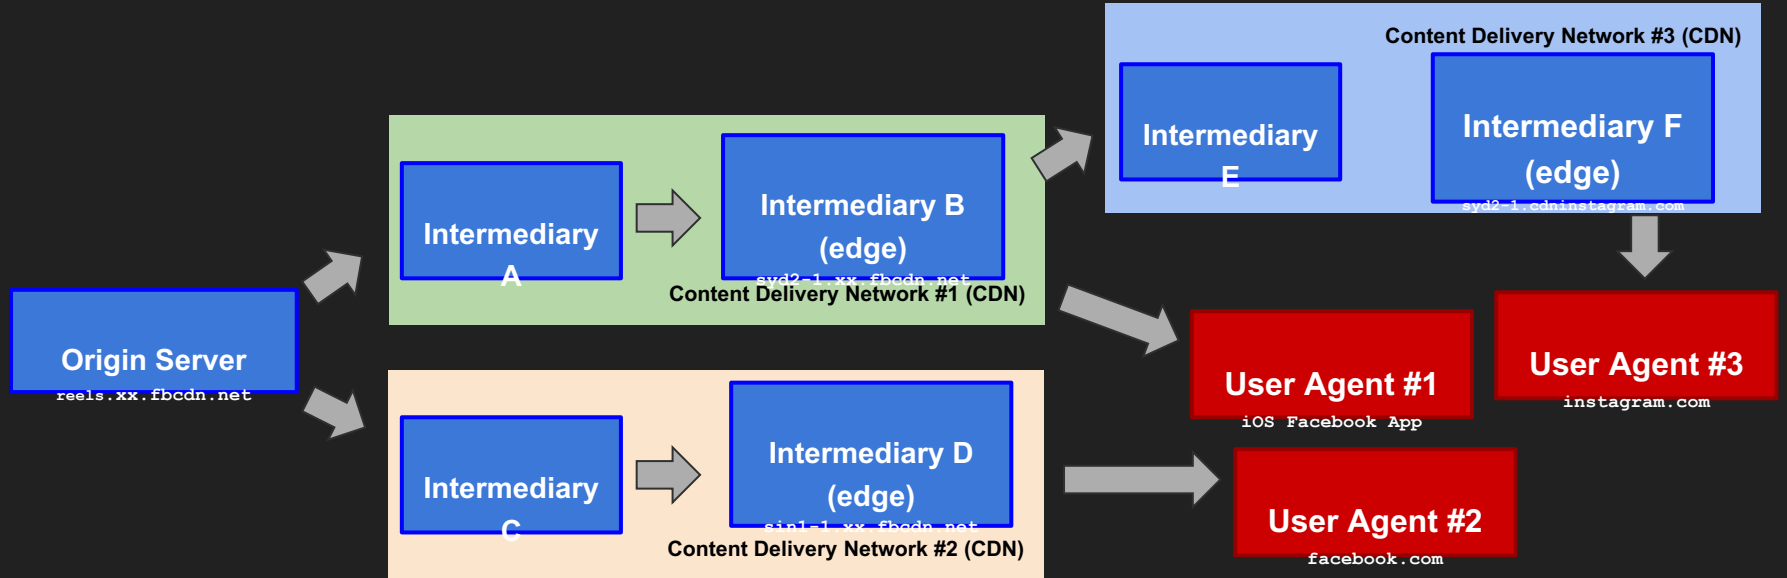 Content Delivery Network #3 (CDN)
Intermediary
E
Intermediary F
(edge)
syd2-1.cdninstagram.com
Intermediary
A
Intermediary B
(edge)
syd2-1.xx.fbcdn.net
Content Delivery Network #1 (CDN)
Origin Server
reels.xx.fbcdn.net
User Agent #1
iOS Facebook App
User Agent #3
instagram.com
Intermediary
C
Intermediary D
(edge)
sin1-1.xx.fbcdn.net
Content Delivery Network #2 (CDN)
User Agent #2
facebook.com